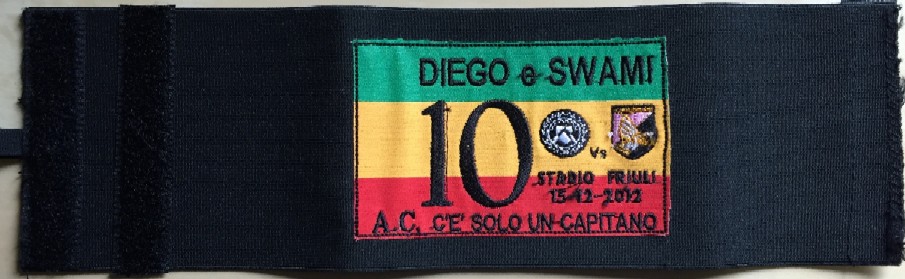 DIEGO e SWAMI
10
Vs
STADIO FRIULI
15-12-2012
A.C. C'E' SOLO UN CAPITANO